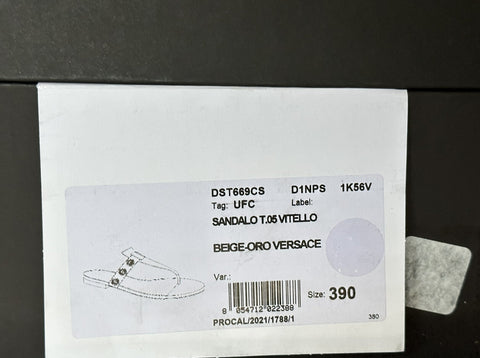 DST669CS D1NPS 1K56V
Tag: UFC Label:
SANDALO T.05 VITELLO
BEIGE-ORO VERSACE
Var.:
Size: 390
8 054712 022388
PROCAL/2021/1788/1 380